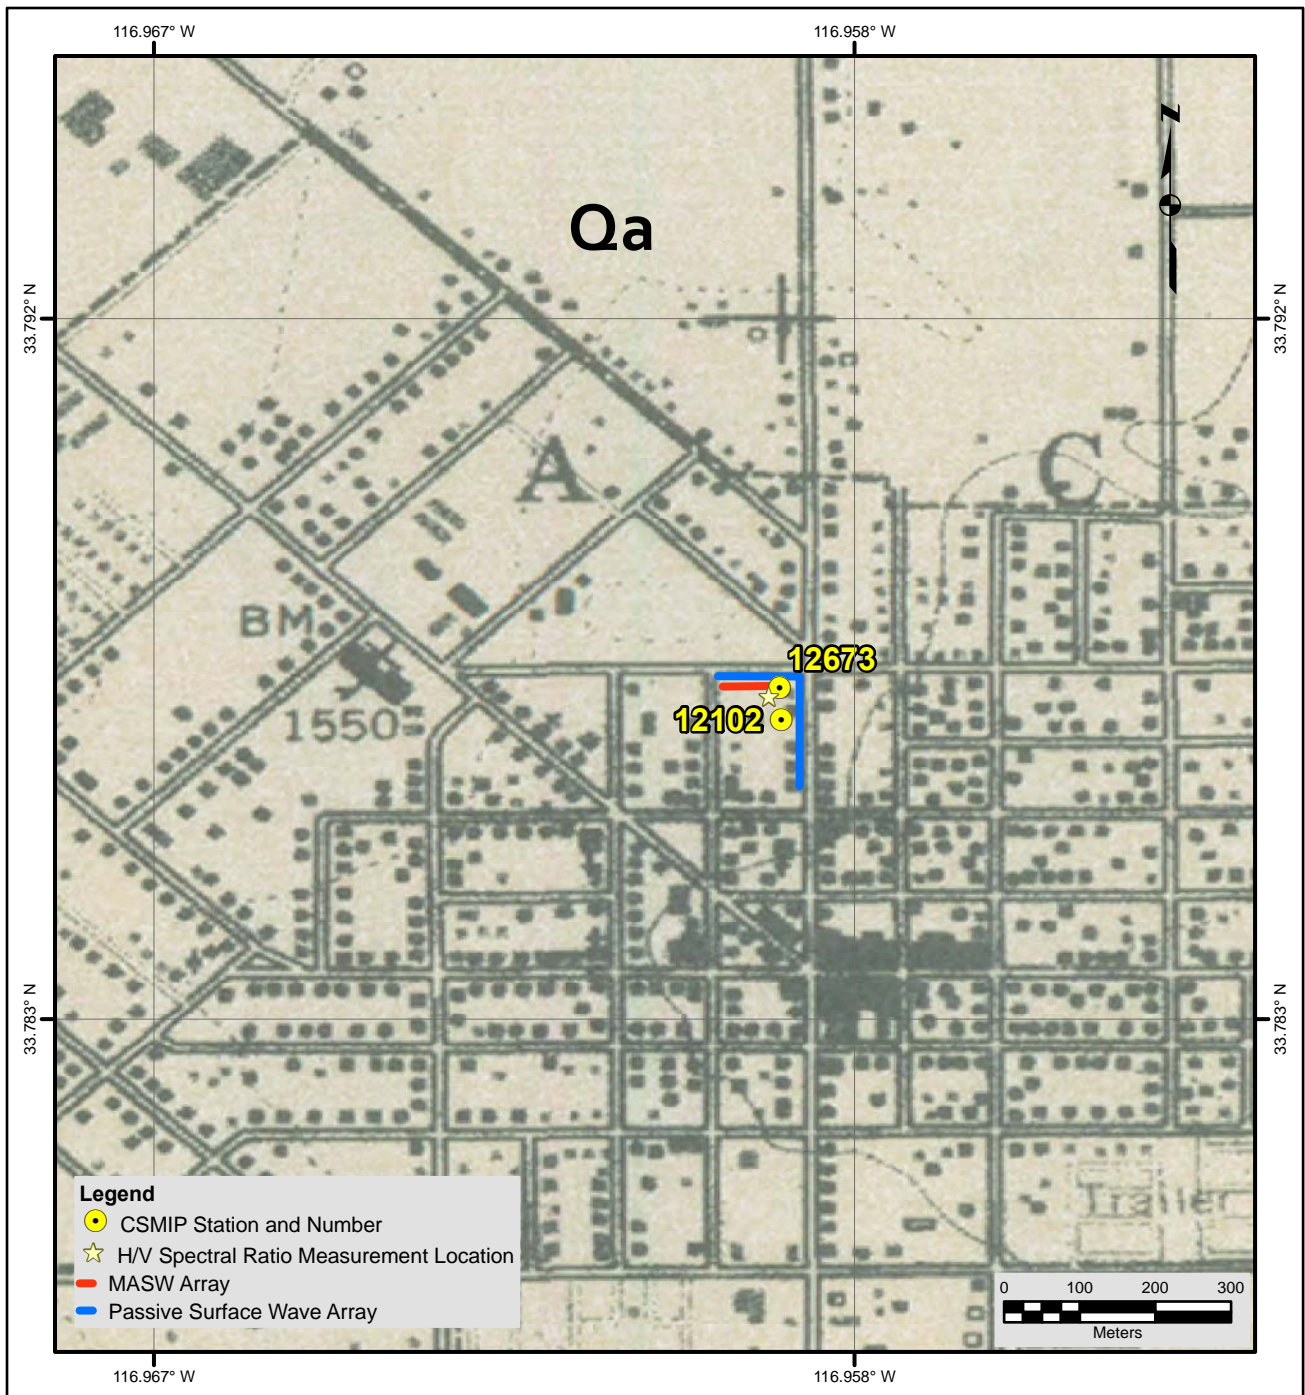 116.967° W
116.958° W
N
Qa
33.792° N
33.792° N
A
C
BM
12673
1550
12102
33.783° N
33.783° N
Trailer
Legend
CSMIP Station and Number
H/V Spectral Ratio Measurement Location
MASW Array
Passive Surface Wave Array
0 100 200 300
Meters
116.967° W
116.958° W